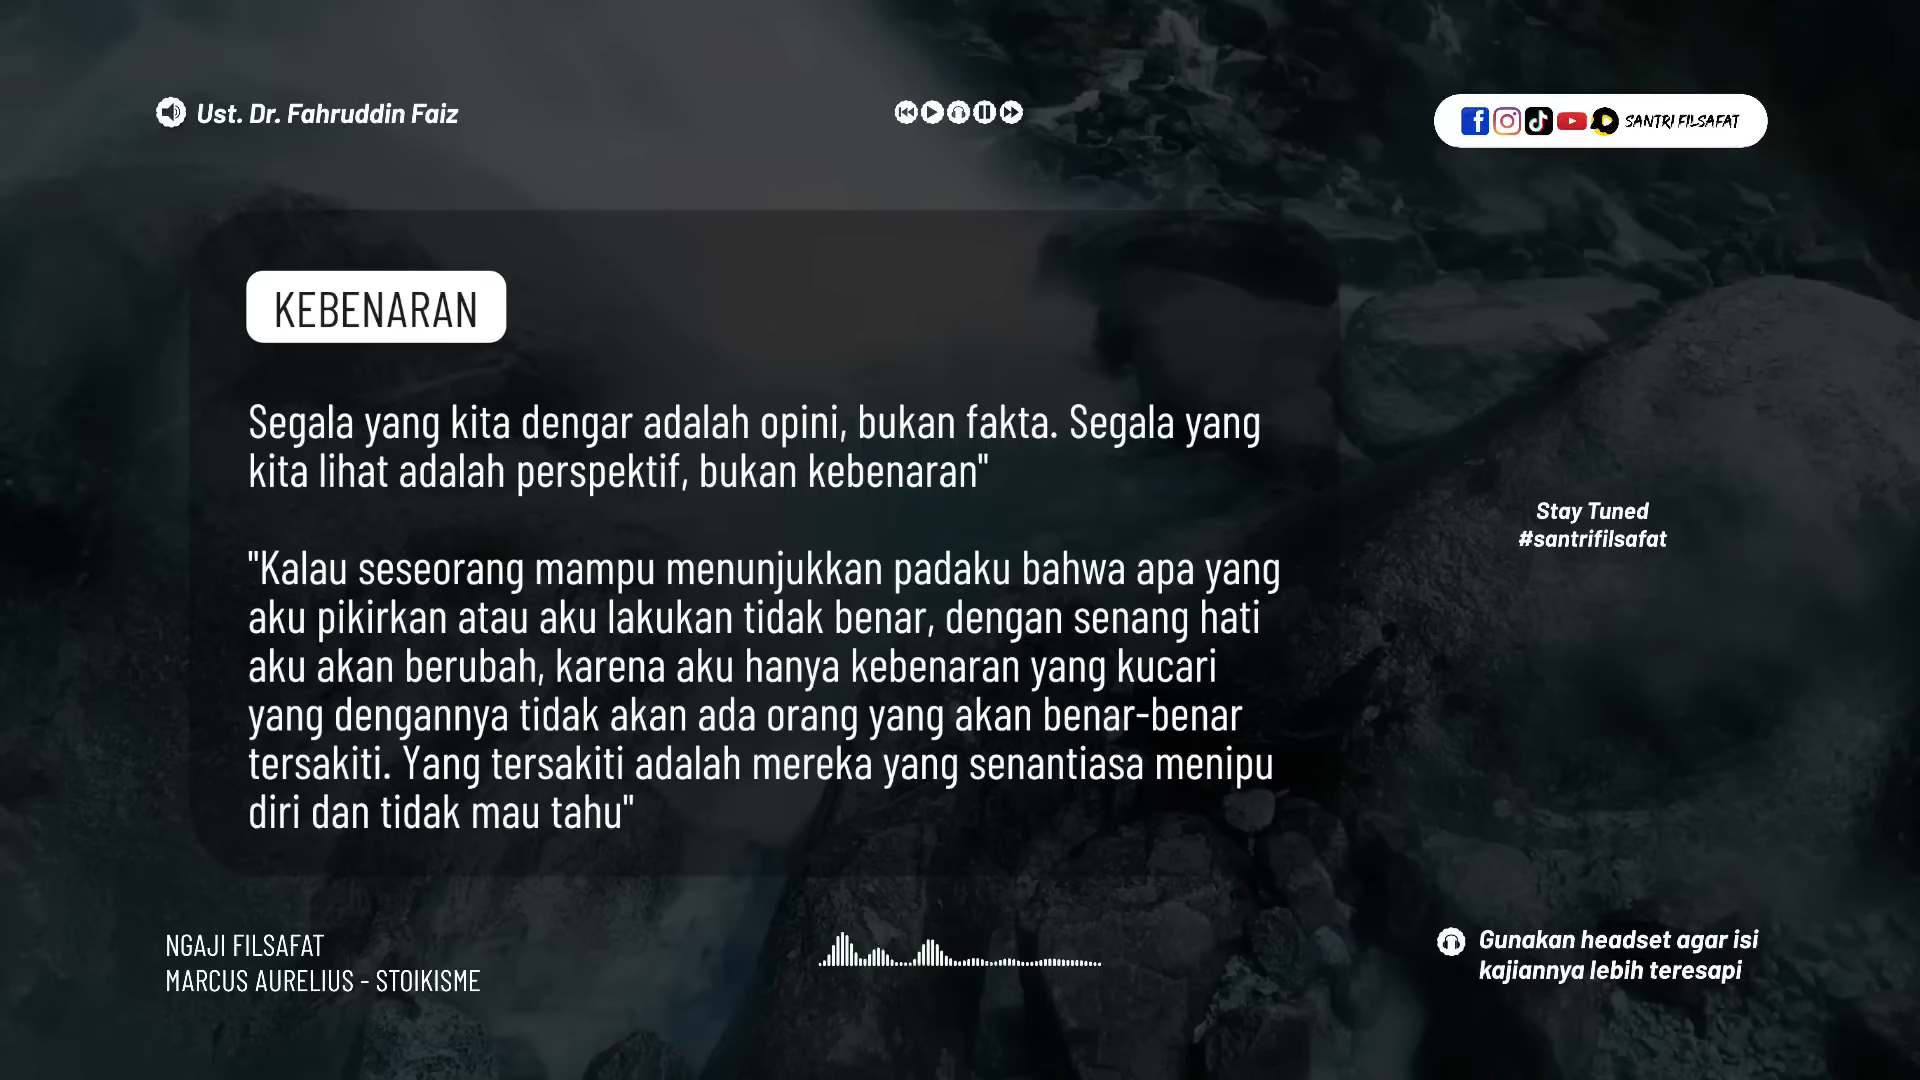 Ust. Dr. Fahruddin Faiz
SANTRI FILSAFAT
KEBENARAN
Segala yang kita dengar adalah opini, bukan fakta. Segala yang
kita lihat adalah perspektif, bukan kebenaran"
"Kalau seseorang mampu menunjukkan padaku bahwa apa yang
aku pikirkan atau aku lakukan tidak benar, dengan senang hati
aku akan berubah, karena aku hanya kebenaran yang kucari
yang dengannya tidak akan ada orang yang akan benar-benar
tersakiti. Yang tersakiti adalah mereka yang senantiasa menipu
diri dan tidak mau tahu"
Stay Tuned
#santrifilsafat
NGAJI FILSAFAT
MARCUS AURELIUS - STOIKISME
Gunakan headset agar isi
kajiannya lebih teresapi